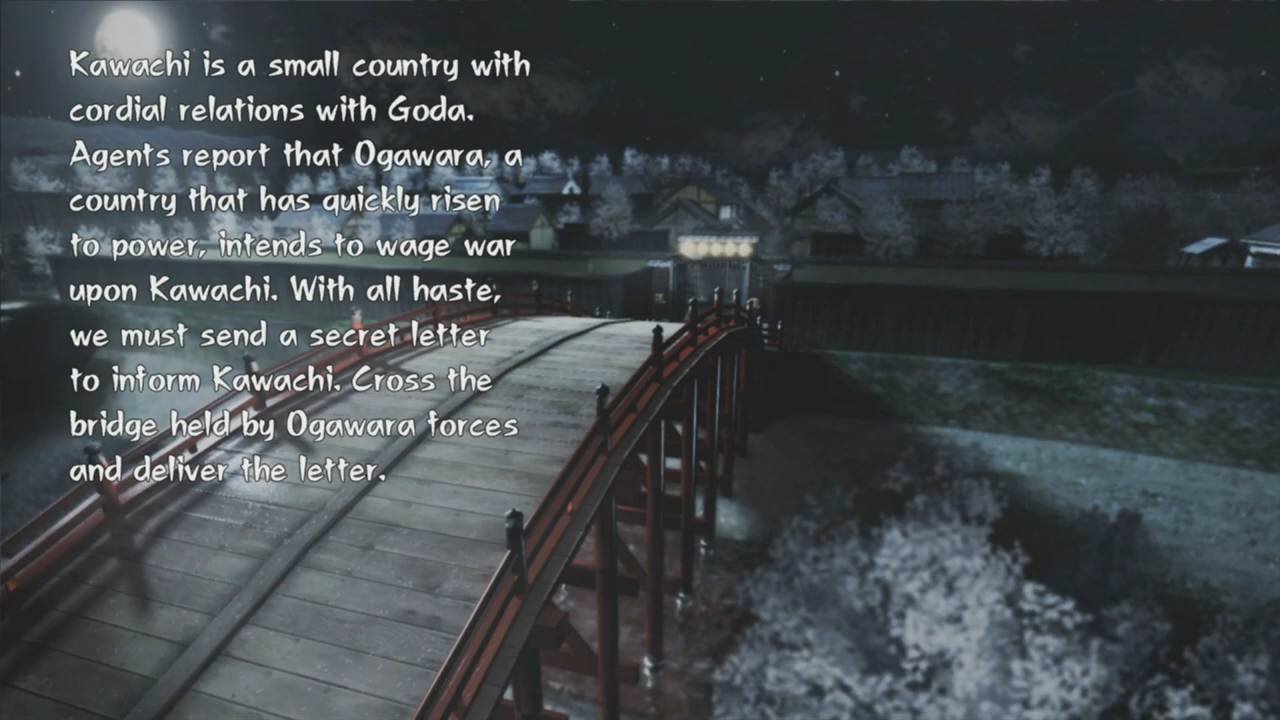 Kawachi is a small country with
cordial relations with Goda.
Agents report that Ogawara, a
country that has quickly risen
to power, intends to wage war
upon Kawachi. With all haste,
we must send a secret letter
to inform Kawachi. Cross the
bridge held by Ogawara forces
and deliver the letter.